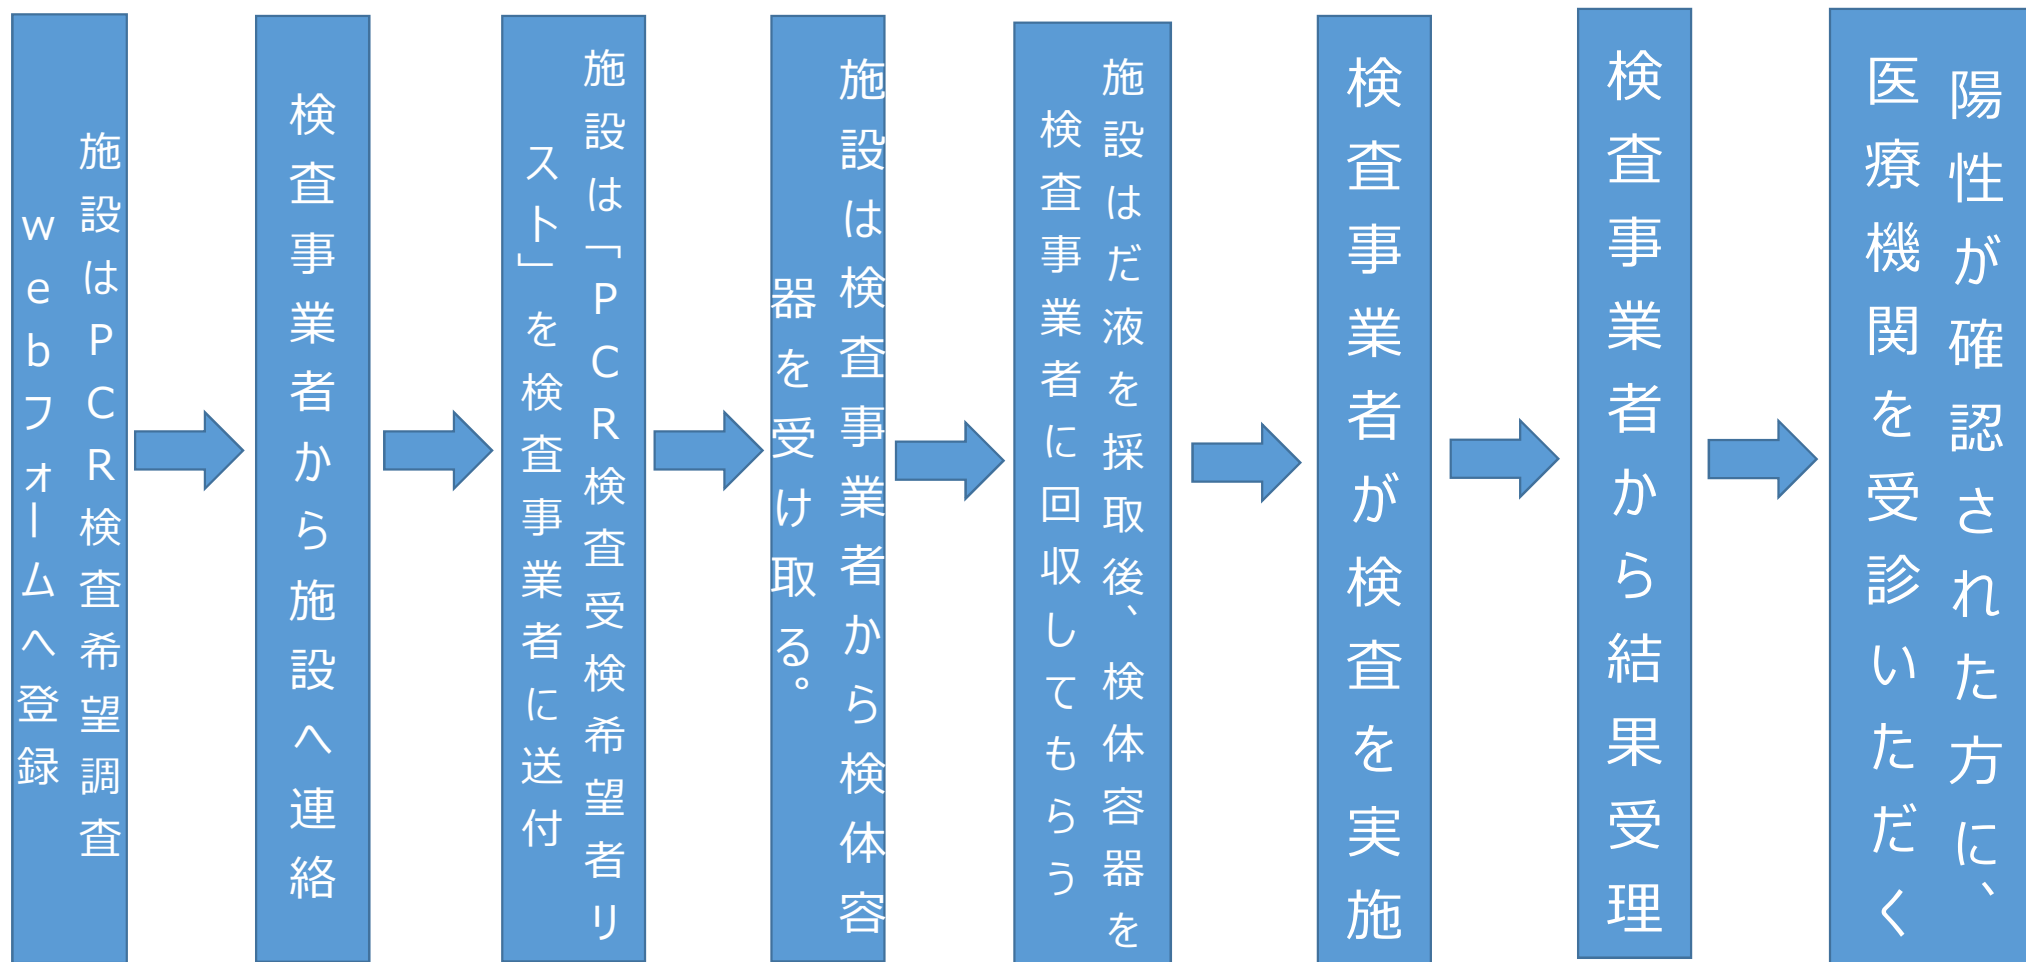 施設はPCR検査希望調査
webフォームへ登録
検査事業者から施設へ連絡
施設は「PCR検査受検希望者リ
スト」を検査事業者に送付
施設は検査事業者から検体容
器を受け取る。
施設はだ液を採取後、検体容器を
検査事業者に回収してもらう
検査事業者が検査を実施
検査事業者から結果受理
陽性が確認された方に、
医療機関を受診いただく